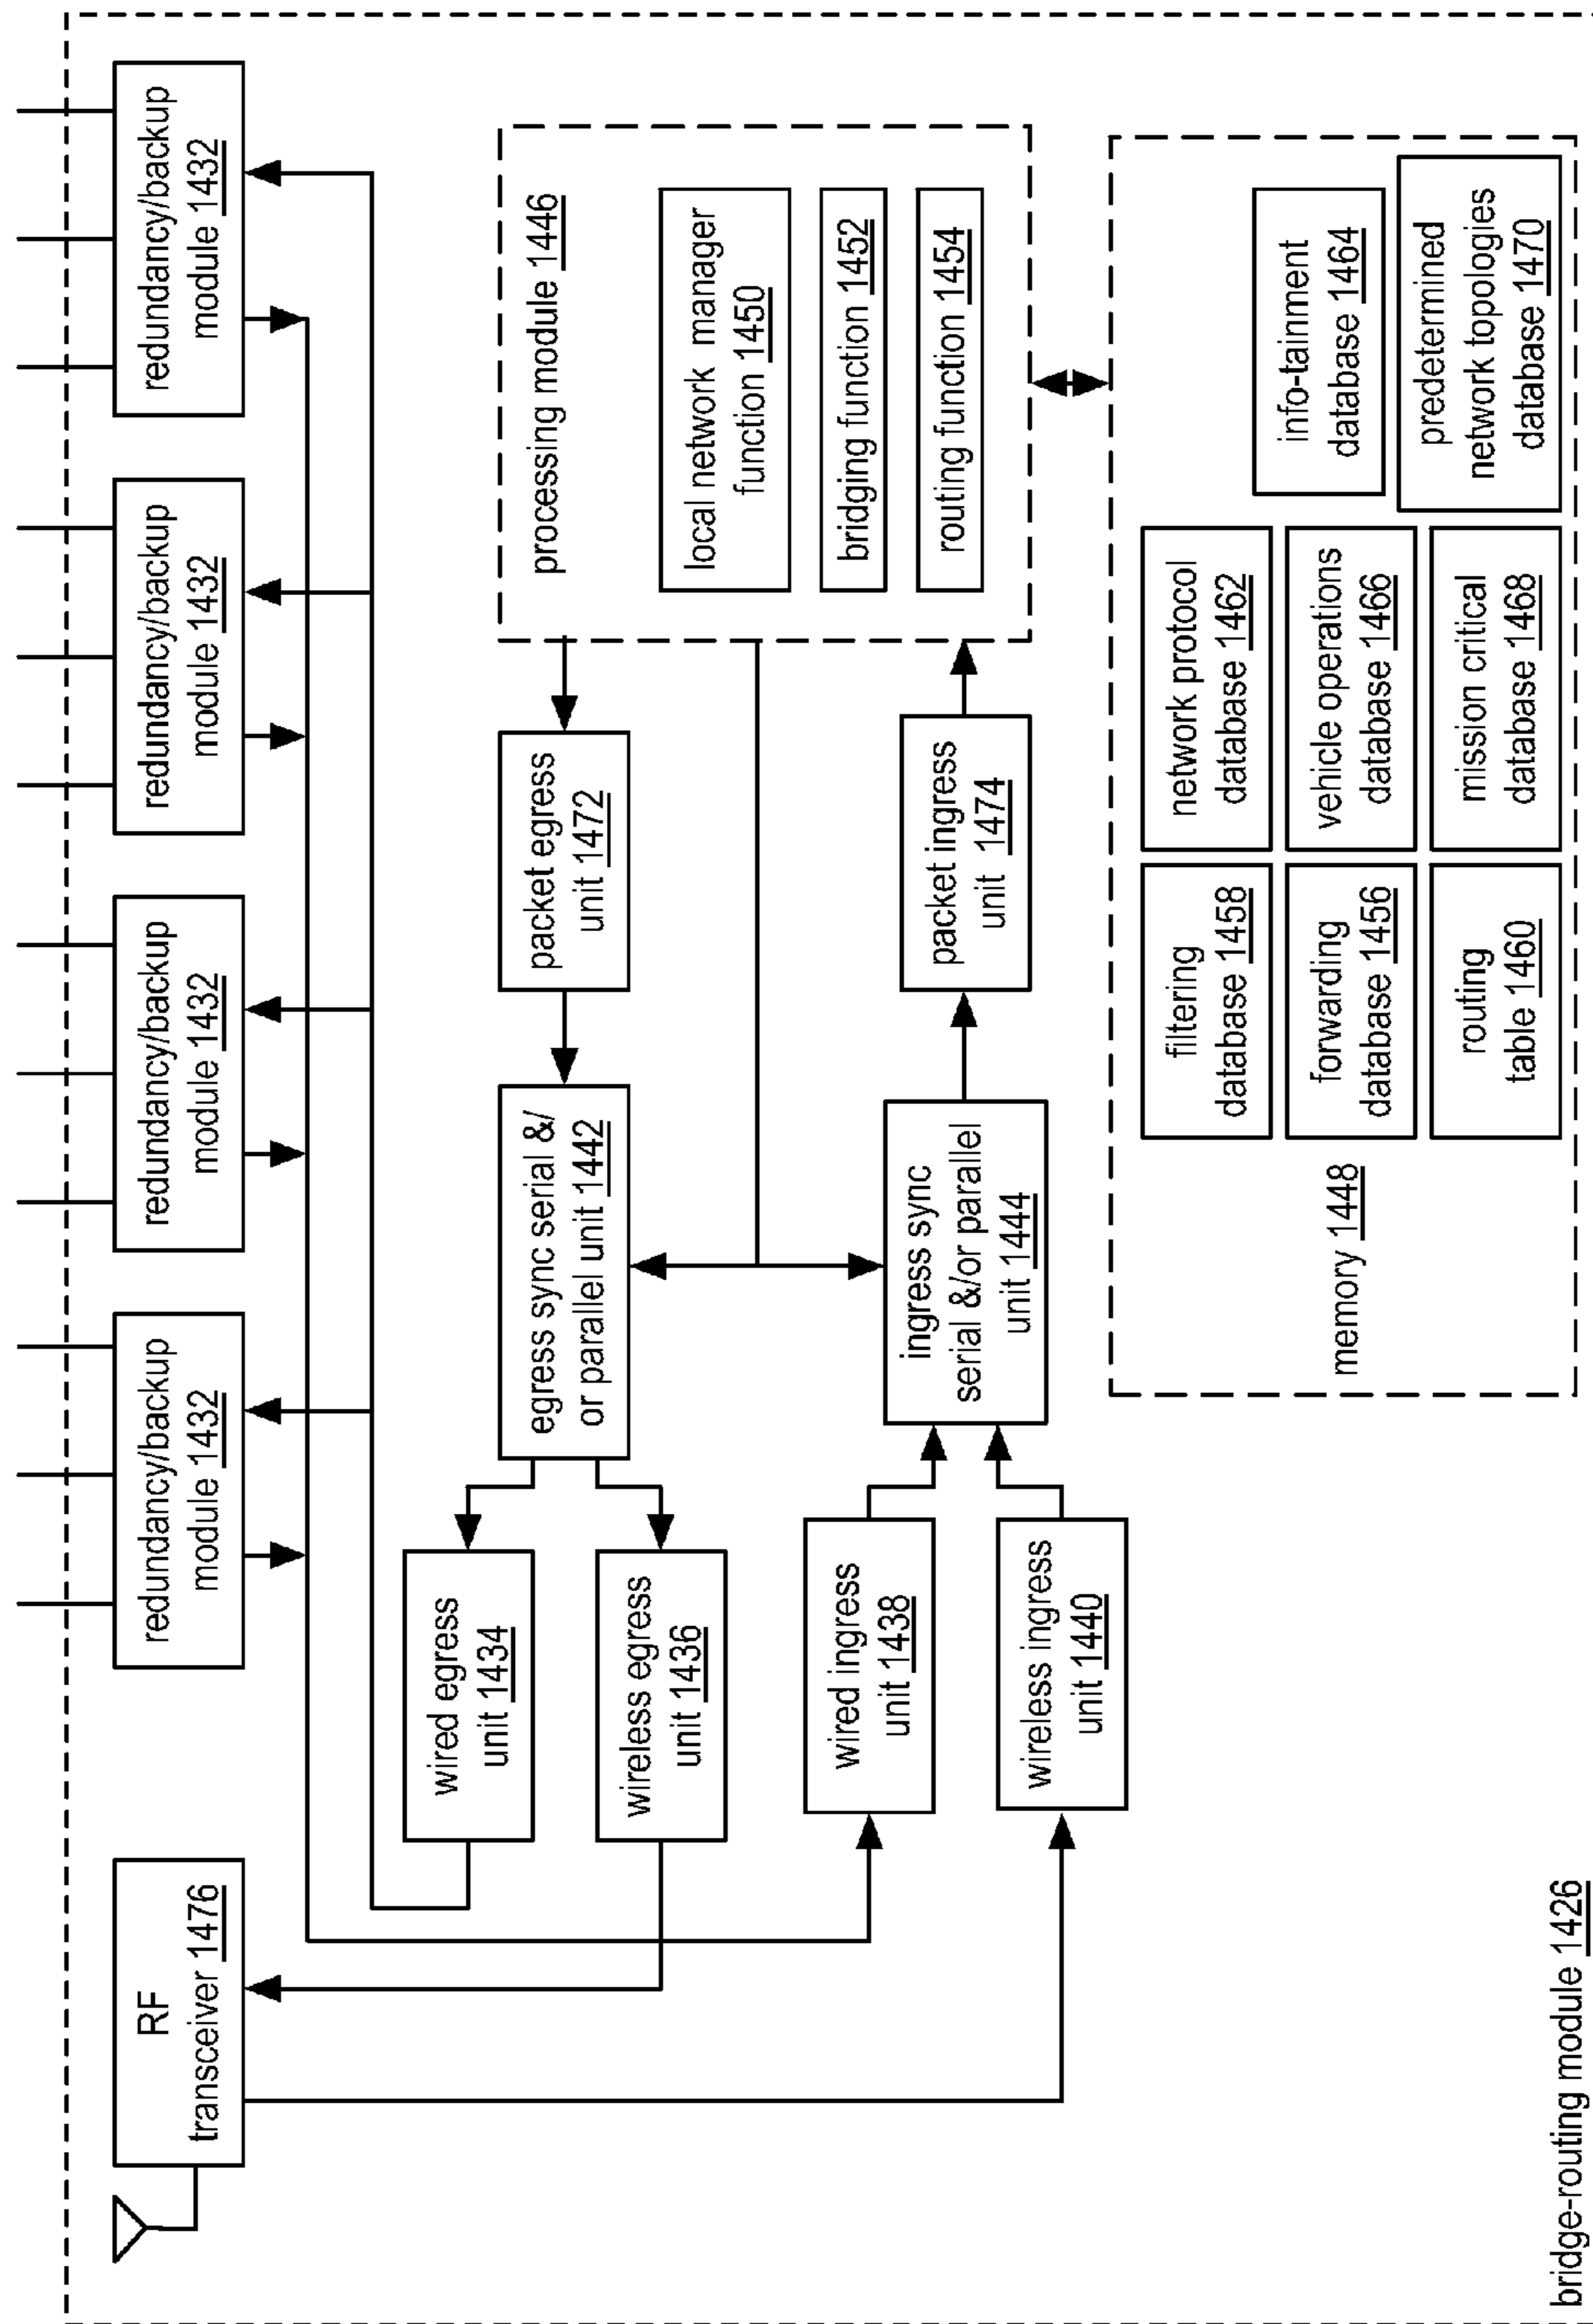 RF
transceiver 1476
redundancy/backup
module 1432
redundancy/backup
module 1432
redundancy/backup
module 1432
redundancy/backup
module 1432
wired egress
unit 1434
wireless egress
unit 1436
egress sync serial &/
or parallel unit 1442
packet egress
unit 1472
processing module 1446
local network manager
function 1450
bridging function 1452
routing function 1454
wired ingress
unit 1438
wireless ingress
unit 1440
ingress sync
serial &/or parallel
unit 1444
packet ingress
unit 1474
memory 1448
filtering
database 1458
network protocol
database 1462
info-tainment
database 1464
forwarding
database 1456
vehicle operations
database 1466
routing
table 1460
mission critical
database 1468
predetermined
network topologies
database 1470
bridge-routing module 1426